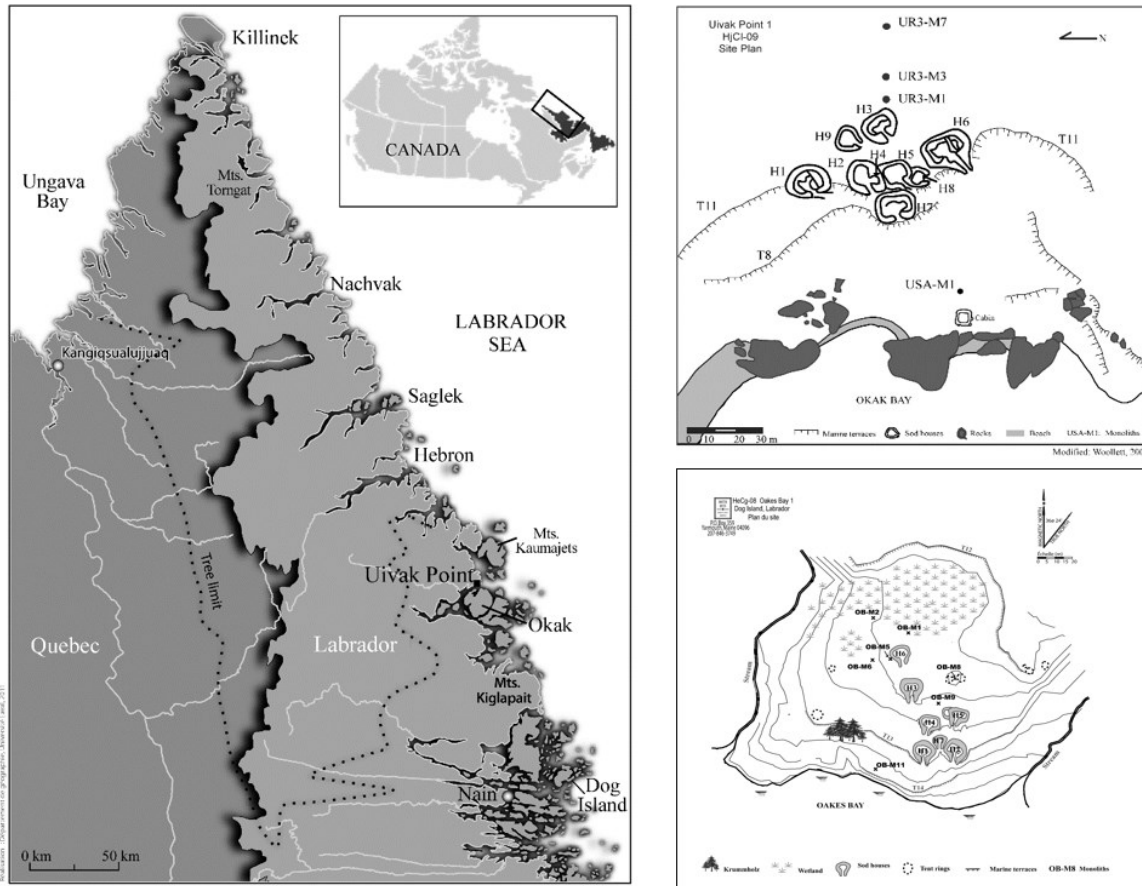 Killinek
CANADA
Ungava
Bay
Mts.
Torngat
Nachvak
LABRADOR
SEA
Kangiqsualujjuaq
Saglek
Hebron
Mts.
Kaumajets
Uivak Point
Okak
Tree limit
Quebec
Labrador
Mts.
Kiglapait
Nain
Dog
Island
0 km 50 km
Uivak Point 1
HjCl-09
Site Plan
UR3-M7
N
UR3-M3
UR3-M1
H3
H9
H6
T11
H4
H2
H5
H1
H8
T11
H7
T8
USA-M1
Cabin
OKAK BAY
0 10 20 30 m
Marine terraces Sod houses Rocks Beach USA-M1: Monoliths
Modified: Woollett, 200
HeCg-08 Oakes Bay 1
Dog Island, Labrador
Plan du site
T12
OB-M2
OB-M1
OB-M5
H6
OB-M6
OB-M8
H3
OB-M9
H4
H5
T13
H7
H1
H2
OB-M11
T14
Stream
Stream
OAKES BAY
Krummholz Wetland Sod houses Tent rings Marine terraces OB-M8 Monoliths